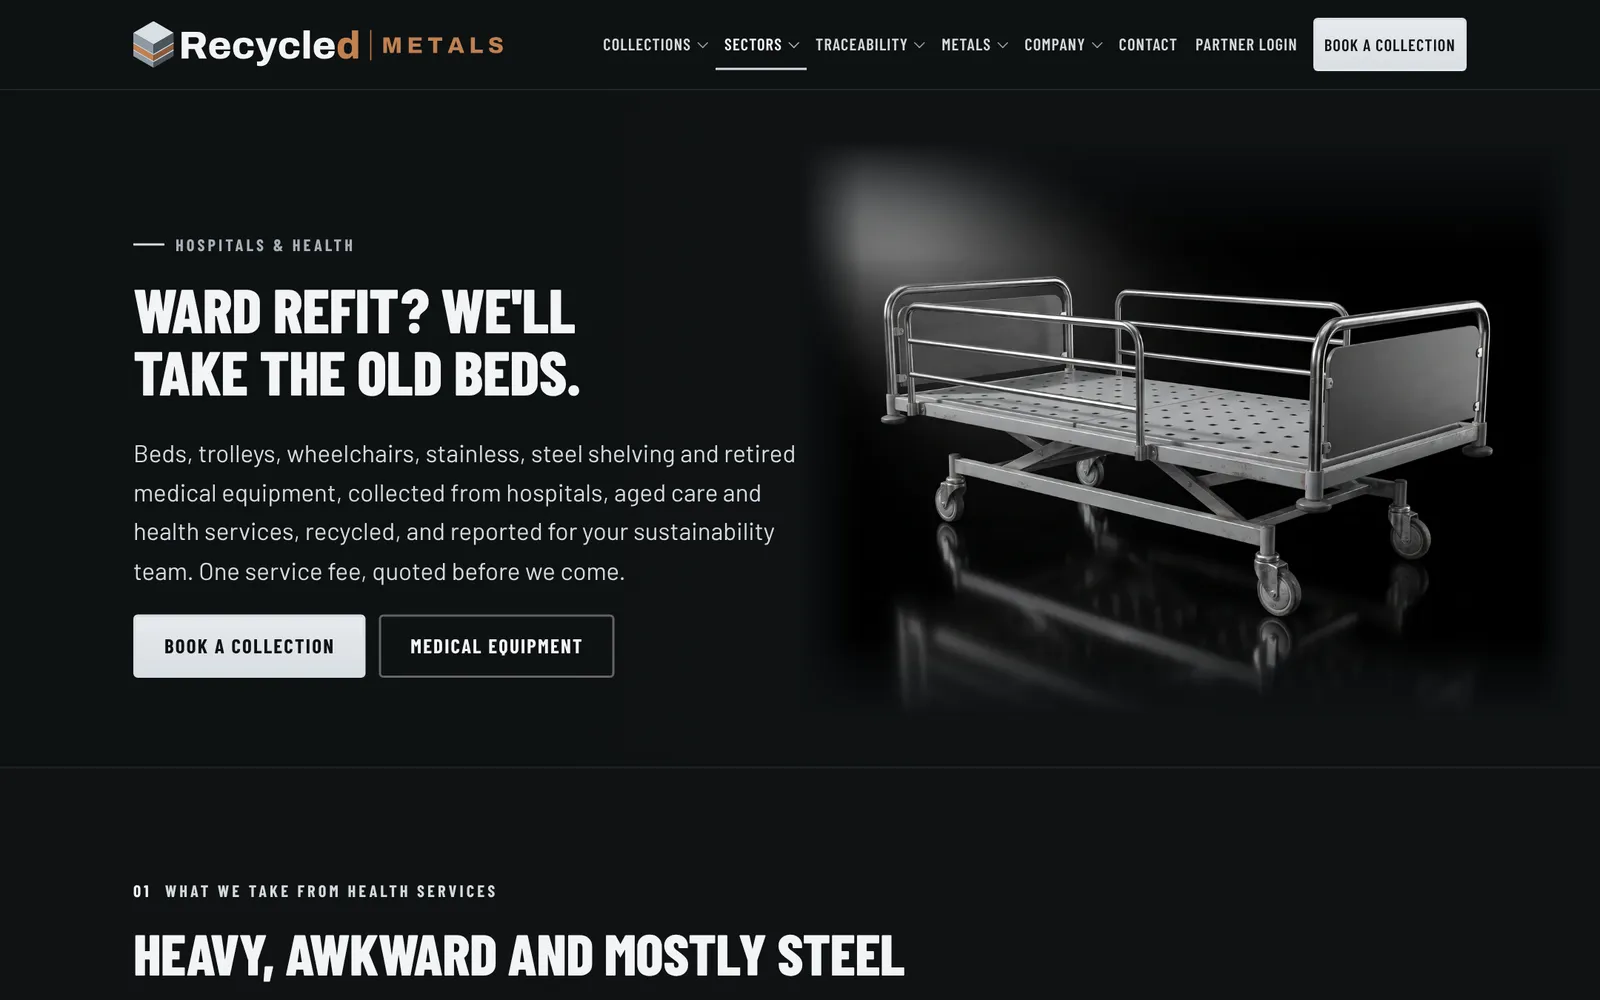 Recycled METALS
COLLECTIONS SECTORS TRACEABILITY METALS COMPANY CONTACT PARTNER LOGIN BOOK A COLLECTION
HOSPITALS & HEALTH
WARD REFIT? WE'LL
TAKE THE OLD BEDS.
Beds, trolleys, wheelchairs, stainless, steel shelving and retired
medical equipment, collected from hospitals, aged care and
health services, recycled, and reported for your sustainability
team. One service fee, quoted before we come.
BOOK A COLLECTION MEDICAL EQUIPMENT
01 WHAT WE TAKE FROM HEALTH SERVICES
HEAVY, AWKWARD AND MOSTLY STEEL